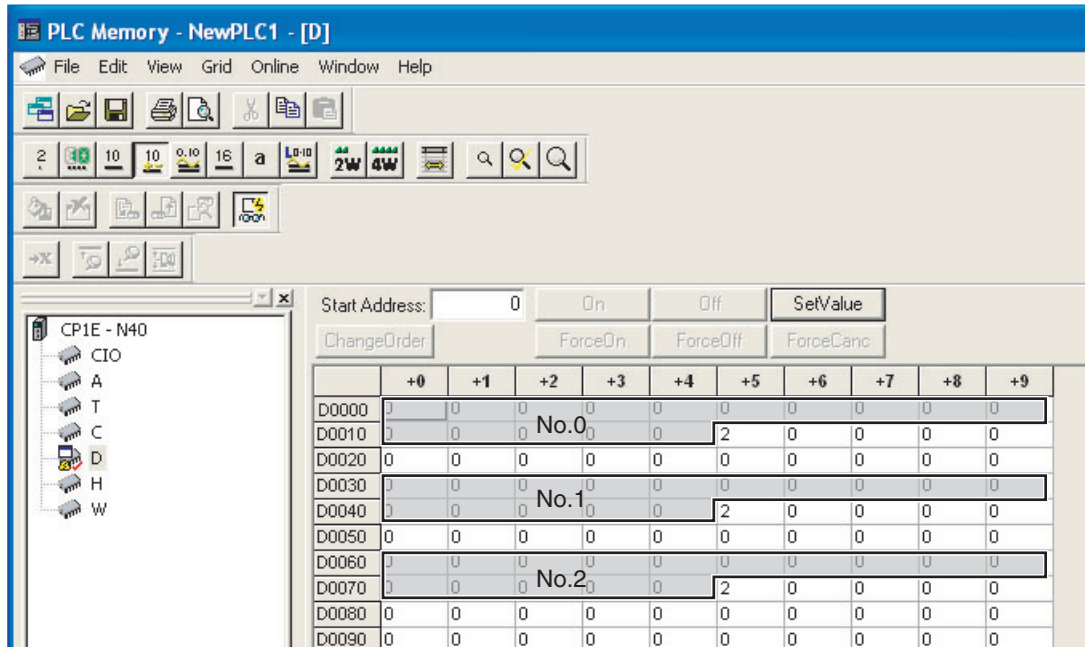 PLC Memory - NewPLC1 - [D]
File Edit View Grid Online Window Help
2 10 10 10 0.10 16 a L0-10 2W 4W
→X
Start Address: 0 On Off SetValue
ChangeOrder ForceOn ForceOff ForceCanc
CP1E - N40
CIO
A
T
C
D
H
W
+0 +1 +2 +3 +4 +5 +6 +7 +8 +9
D0000 0 0 0 0 0 0 0 0 0 0
No.0
D0010 0 0 0 0 0 2 0 0 0 0
D0020 0 0 0 0 0 0 0 0 0 0
D0030 0 0 0 0 0 0 0 0 0 0
No.1
D0040 0 0 0 0 0 2 0 0 0 0
D0050 0 0 0 0 0 0 0 0 0 0
D0060 0 0 0 0 0 0 0 0 0 0
No.2
D0070 0 0 0 0 0 2 0 0 0 0
D0080 0 0 0 0 0 0 0 0 0 0
D0090 0 0 0 0 0 0 0 0 0 0